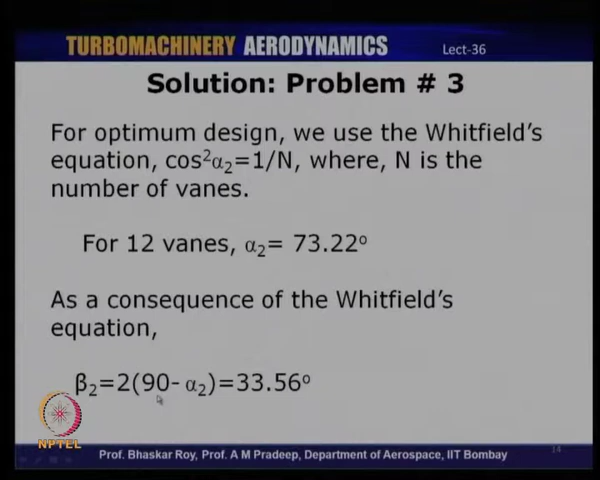 TURBOMACHINERY AERODYNAMICS Lect-36
Solution: Problem # 3
For optimum design, we use the Whitfield's
equation, cos²α₂=1/N, where, N is the
number of vanes.
For 12 vanes, α₂= 73.22º
As a consequence of the Whitfield's
equation,
β₂=2(90- α₂)=33.56º
NPTEL
Prof. Bhaskar Roy, Prof. A M Pradeep, Department of Aerospace, IIT Bombay
14